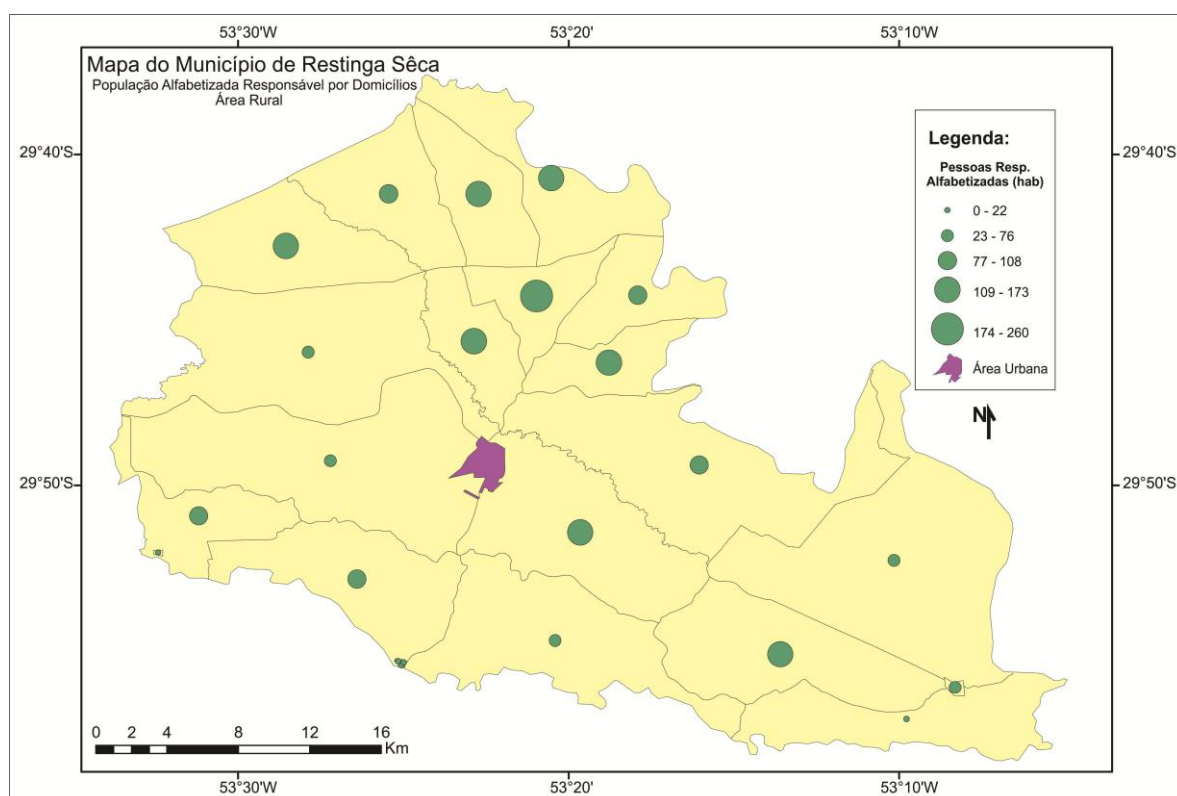 53°30'W
53°20'
53°10'W
Mapa do Município de Restinga Sêca
População Alfabetizada Responsável por Domicílios
Área Rural
29°40'S
29°40'S
Legenda:
Pessoas Resp.
Alfabetizadas (hab)
0 - 22
23 - 76
77 - 108
109 - 173
174 - 260
Área Urbana
N
29°50'S
29°50'S
0 2 4 8 12 16
Km
53°30'W
53°20'
53°10'W